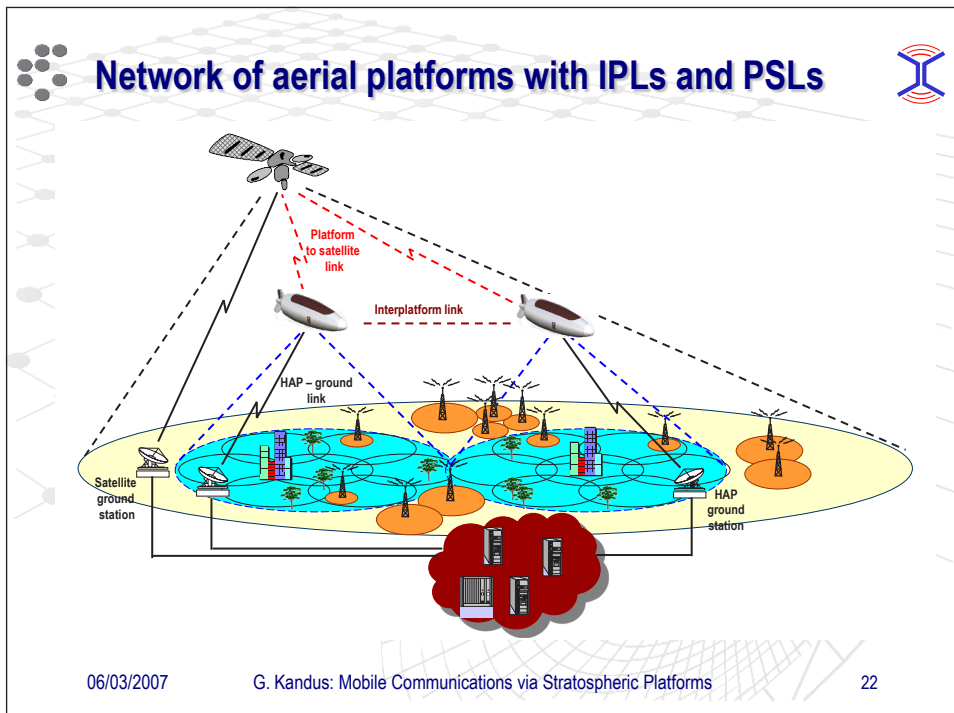 Network of aerial platforms with IPLs and PSLs
Platform
to satellite
link
Interplatform link
HAP – ground
link
Satellite
ground
station
HAP
ground
station
06/03/2007
G. Kandus: Mobile Communications via Stratospheric Platforms
22